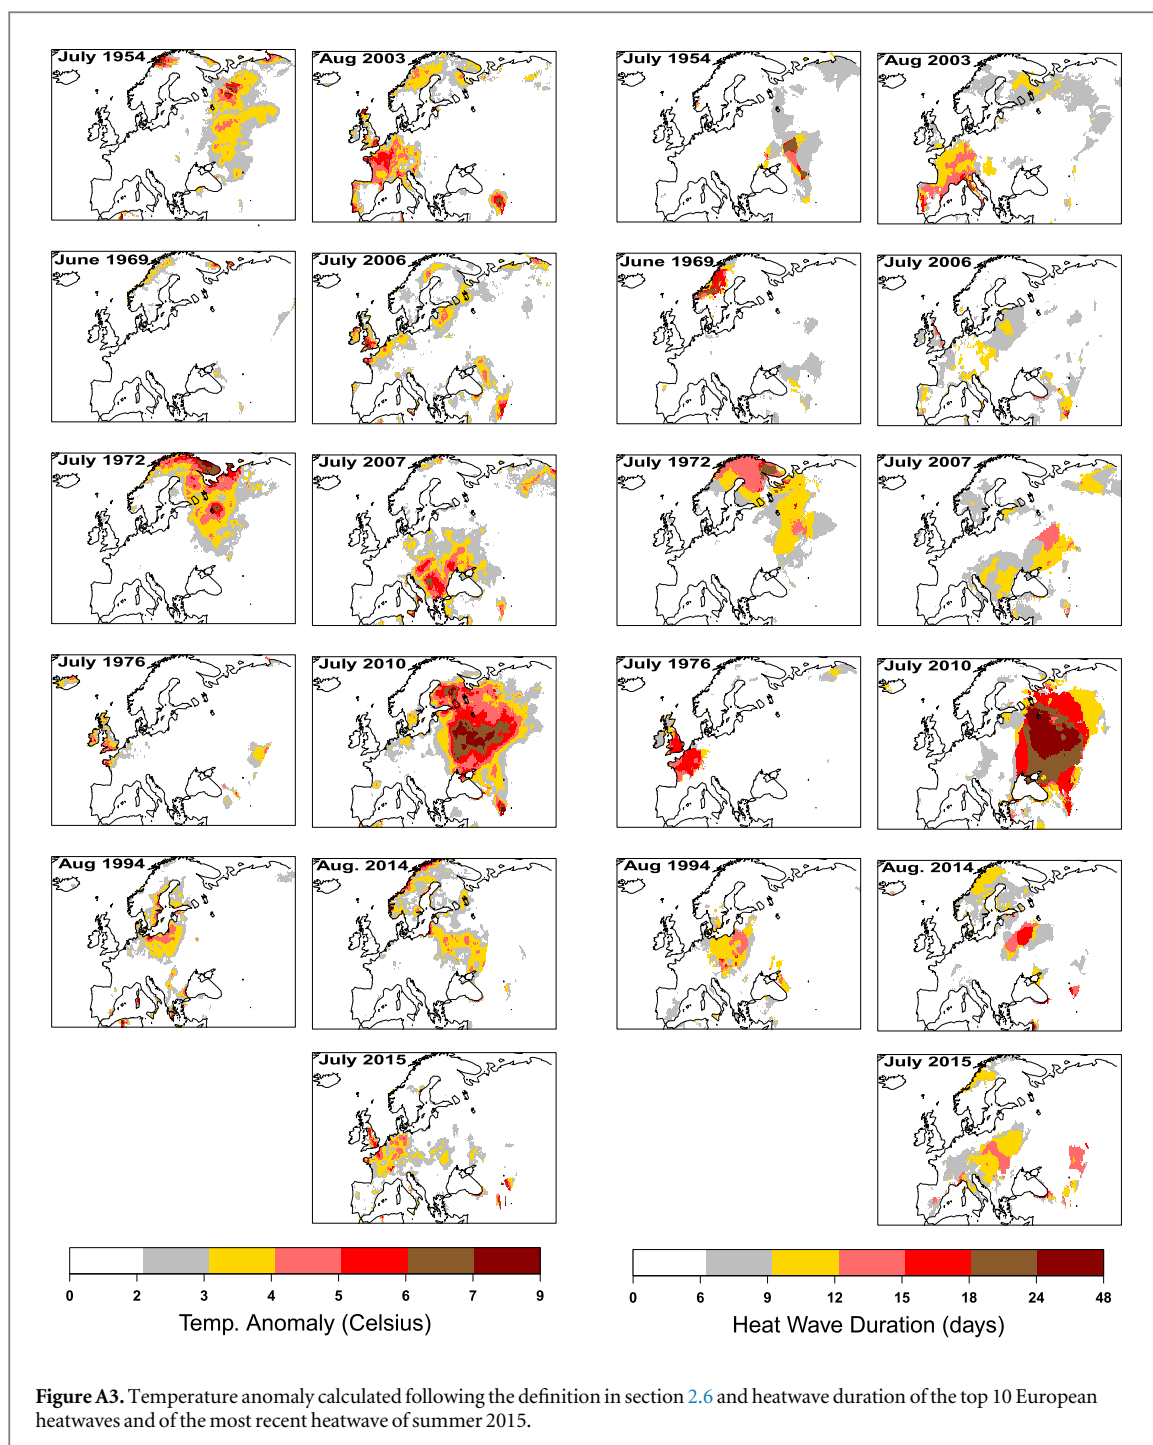 July 1954
Aug 2003
July 1954
Aug 2003
June 1969
July 2006
June 1969
July 2006
July 1972
July 2007
July 1972
July 2007
July 1976
July 2010
July 1976
July 2010
Aug 1994
Aug. 2014
Aug 1994
Aug. 2014
July 2015
July 2015
0 2 3 4 5 6 7 9
Temp. Anomaly (Celsius)
0 6 9 12 15 18 24 48
Heat Wave Duration (days)
Figure A3. Temperature anomaly calculated following the definition in section 2.6 and heatwave duration of the top 10 European
heatwaves and of the most recent heatwave of summer 2015.